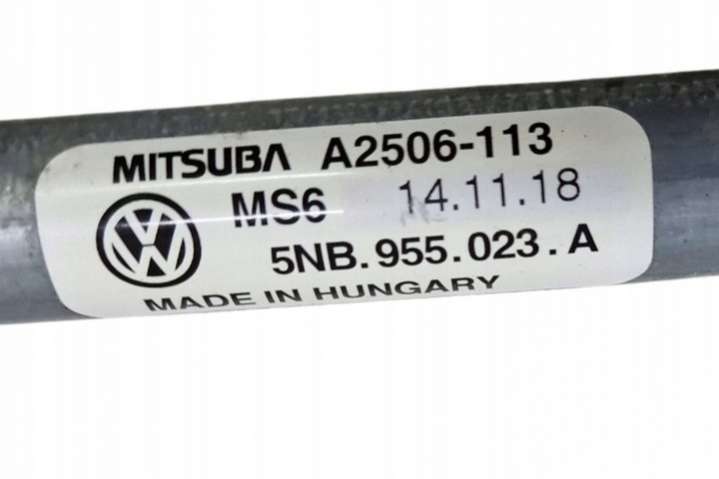 MITSUBA A2506-113
MS6 14.11.18
5NB.955.023.A
MADE IN HUNGARY